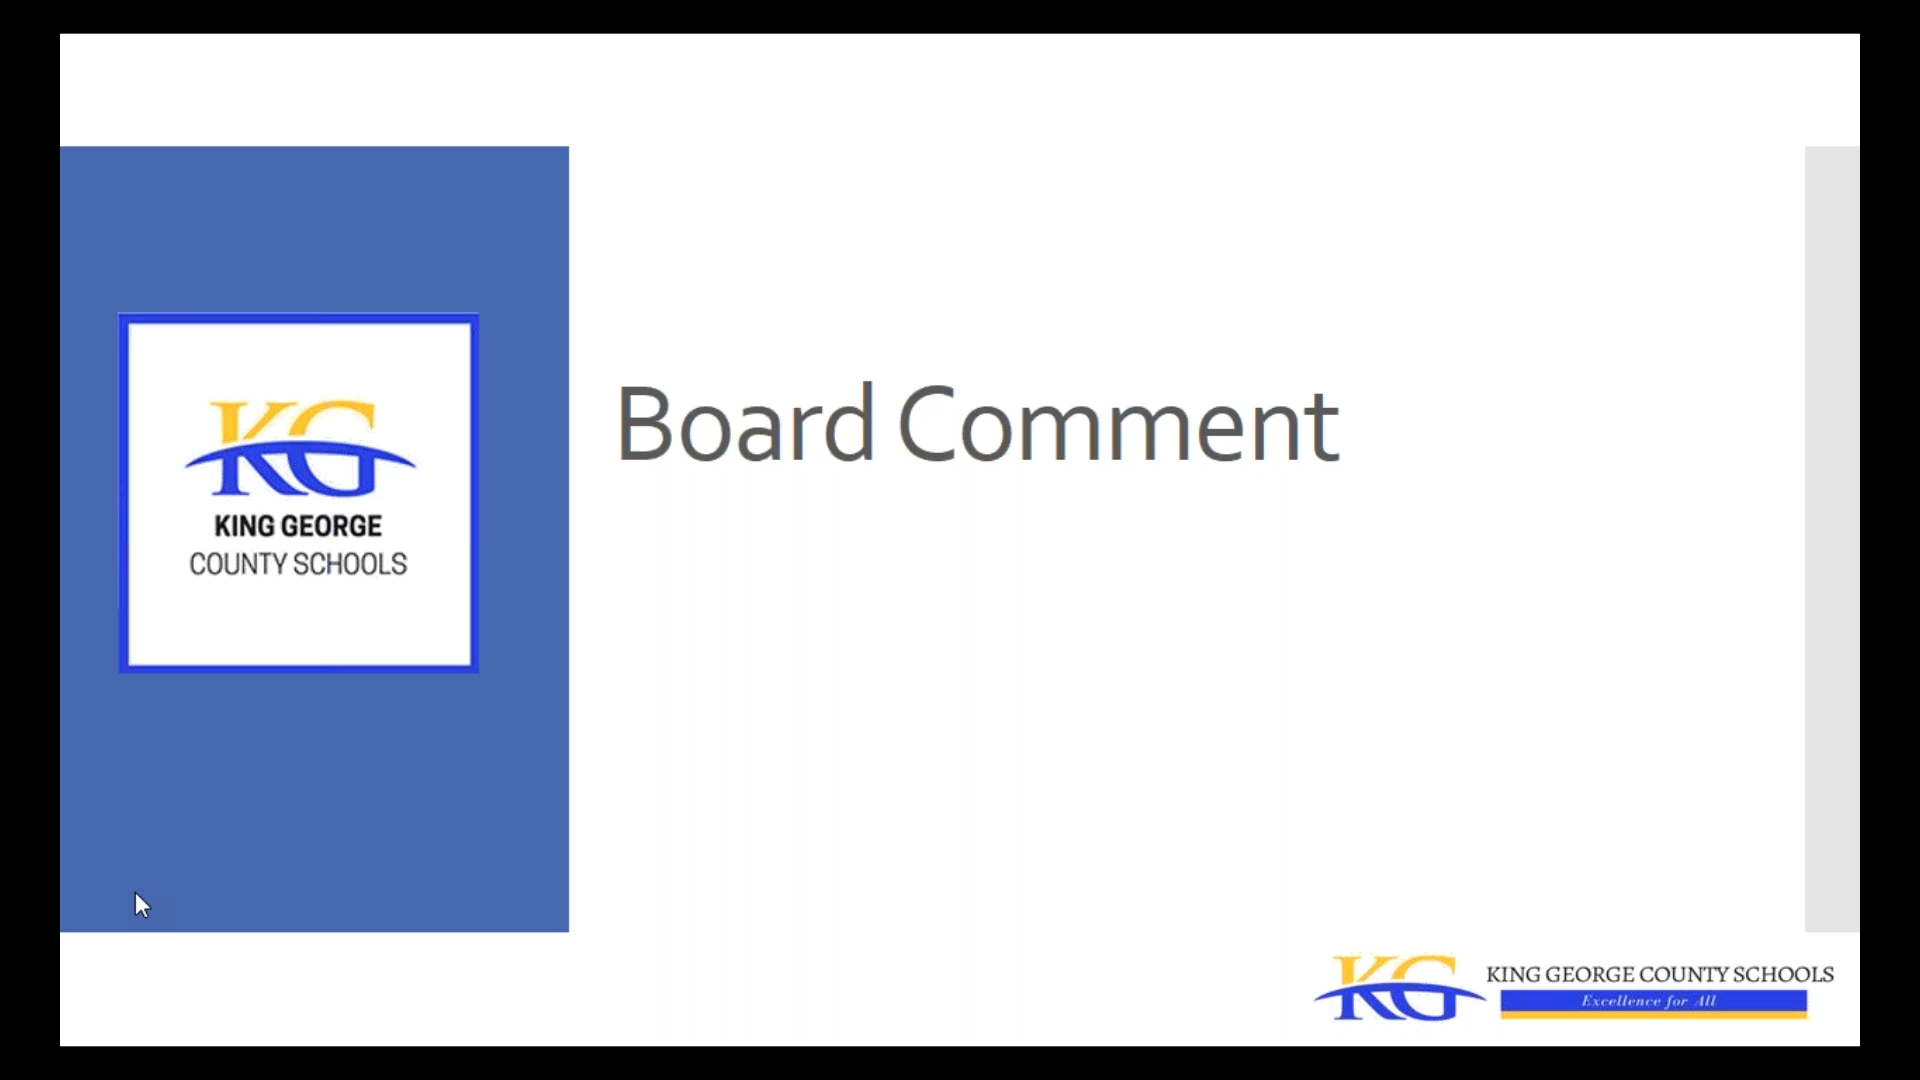 KG
KING GEORGE
COUNTY SCHOOLS
Board Comment
KG
KING GEORGE COUNTY SCHOOLS
Excellence for All